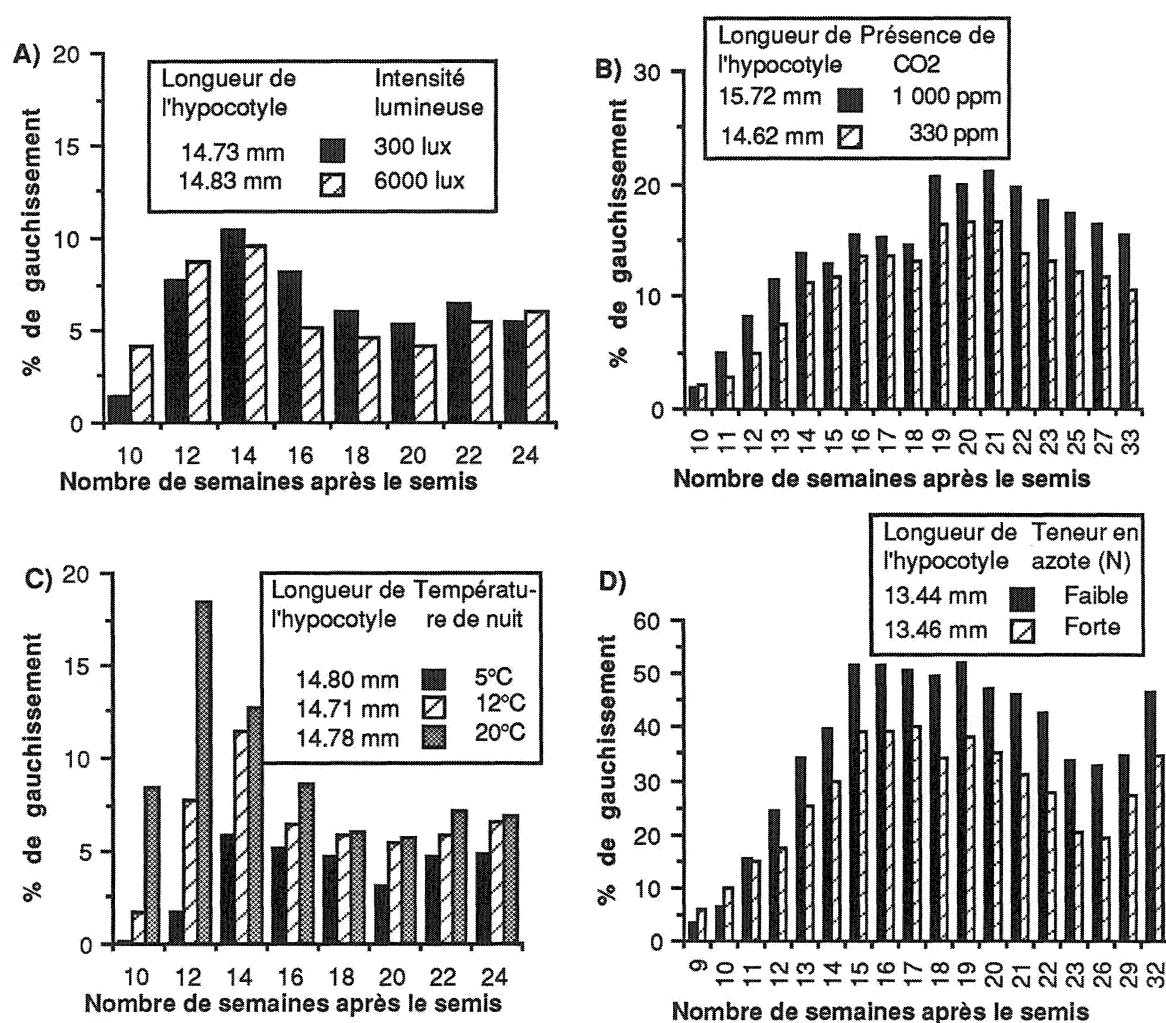 A)
Longueur de Intensité
l'hypocotyle lumineuse
14.73 mm 300 lux
14.83 mm 6000 lux
% de gauchissement
20
15
10
5
0
10 12 14 16 18 20 22 24
Nombre de semaines après le semis
B)
Longueur de Présence de
l'hypocotyle CO2
15.72 mm 1 000 ppm
14.62 mm 330 ppm
% de gauchissement
30
20
10
0
10 11 12 13 14 15 16 17 18 19 20 21 22 23 25 27 33
Nombre de semaines après le semis
C)
Longueur de Températu-
l'hypocotyle re de nuit
14.80 mm 5°C
14.71 mm 12°C
14.78 mm 20°C
% de gauchissement
20
15
10
5
0
10 12 14 16 18 20 22 24
Nombre de semaines après le semis
D)
Longueur de Teneur en
l'hypocotyle azote (N)
13.44 mm Faible
13.46 mm Forte
% de gauchissement
60
50
40
30
20
10
0
9 10 11 12 13 14 15 16 17 18 19 20 21 22 23 26 29 32
Nombre de semaines après le semis